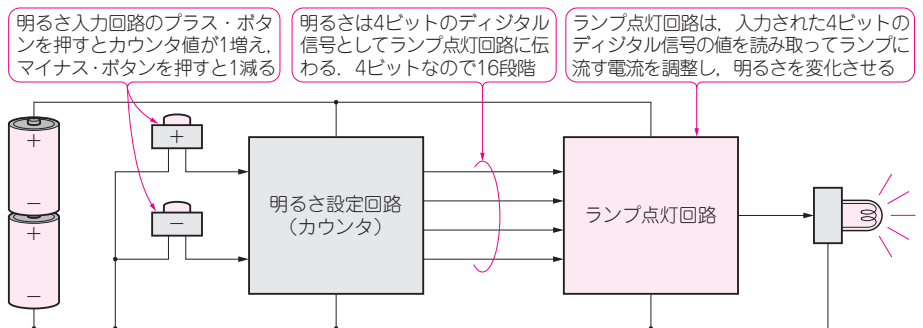 明るさ入力回路のプラス・ボタ
ンを押すとカウンタ値が1増え，
マイナス・ボタンを押すと1減る
明るさは4ビットのディジタル
信号としてランプ点灯回路に伝
わる．4ビットなので16段階
ランプ点灯回路は，入力された4ビットの
ディジタル信号の値を読み取ってランプに
流す電流を調整し，明るさを変化させる
+
−
+
−
+
−
明るさ設定回路
（カウンタ）
ランプ点灯回路